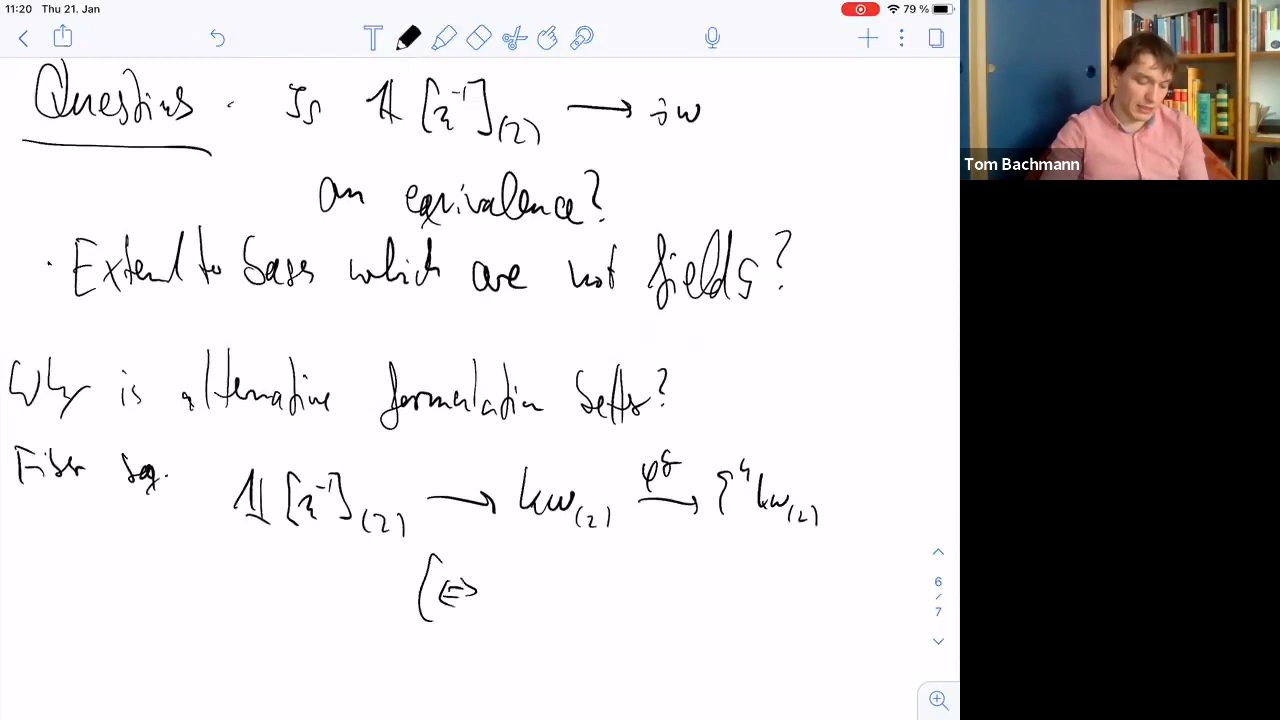 11:20 Thu 21. Jan
79 %
Questions · Is 𝟙[η⁻¹]₍₂₎ → jw
an equivalence?
· Extend to bases which are not fields?
Why is alternative formulation better?
Fiber seq. 𝟙[η⁻¹]₍₂₎ → kw₍₂₎ →φ⁸ Σ⁴kw₍₂₎
(⇔
6
/
7
Tom Bachmann